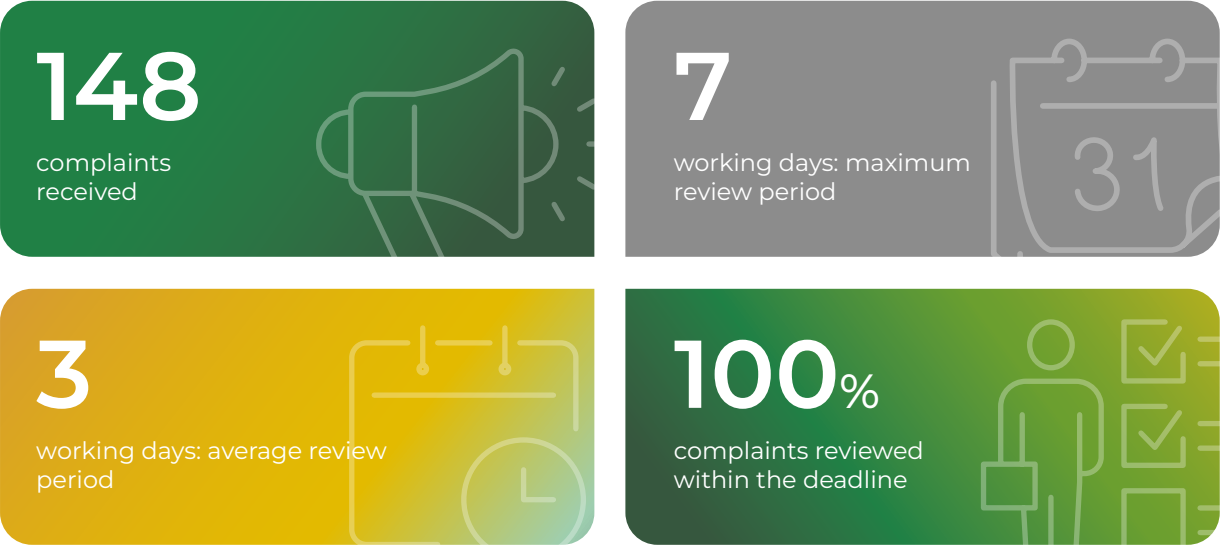 148
complaints
received
7
working days: maximum
review period
31
3
working days: average review
period
100%
complaints reviewed
within the deadline